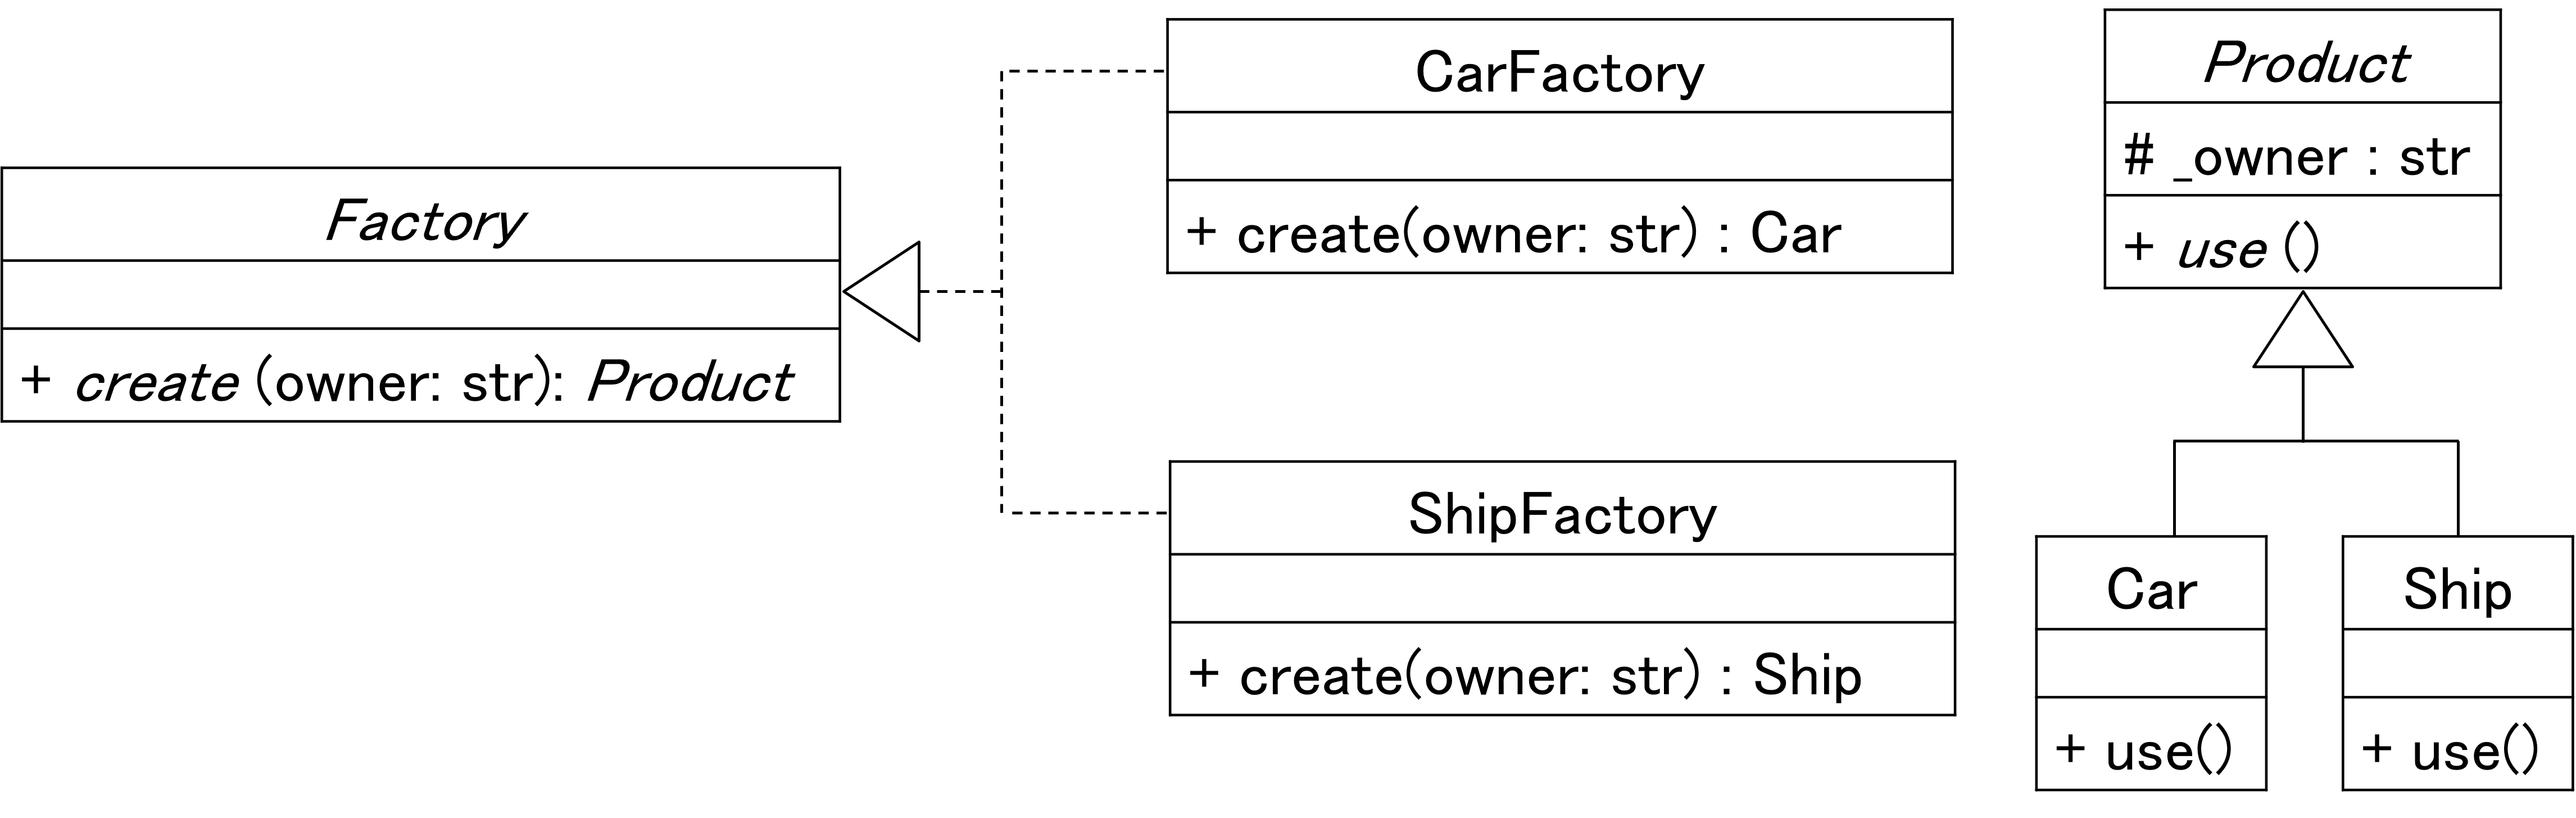 Factory
+ create (owner: str): Product
CarFactory
+ create(owner: str) : Car
ShipFactory
+ create(owner: str) : Ship
Product
# _owner : str
+ use ()
Car
+ use()
Ship
+ use()